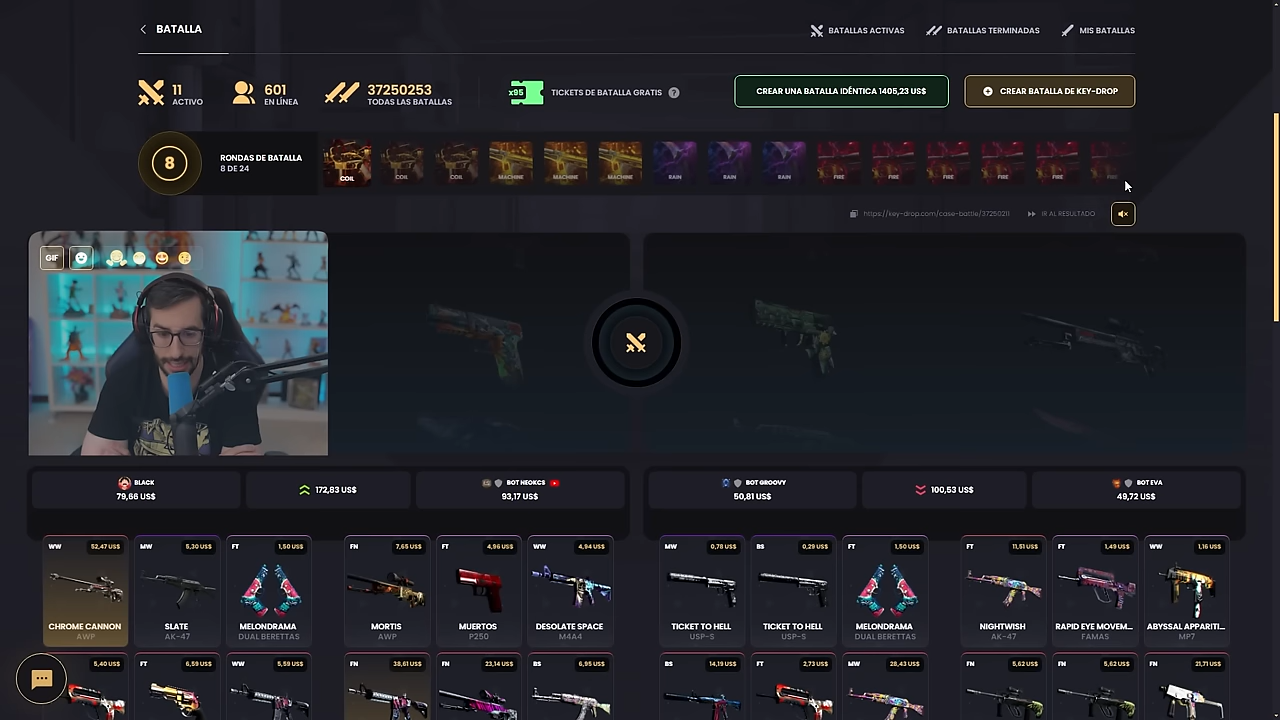 BATALLA
BATALLAS ACTIVAS
BATALLAS TERMINADAS
MIS BATALLAS
11
ACTIVO
601
EN LÍNEA
37250253
TODAS LAS BATALLAS
x95
TICKETS DE BATALLA GRATIS ?
CREAR UNA BATALLA IDÉNTICA 1405,23 US$
CREAR BATALLA DE KEY-DROP
8
RONDAS DE BATALLA
8 DE 24
COIL
COIL
COIL
MACHINE
MACHINE
MACHINE
RAIN
RAIN
RAIN
FIRE
FIRE
FIRE
FIRE
FIRE
FIRE
https://key-drop.com/case-battle/37250211
IR AL RESULTADO
GIF
BLACK
79,66 US$
172,83 US$
BOT NEOKCS
93,17 US$
BOT GROOVY
50,81 US$
100,53 US$
BOT EVA
49,72 US$
WW 52,47 US$
CHROME CANNON
AWP
MW 5,30 US$
SLATE
AK-47
FT 1,50 US$
MELONDRAMA
DUAL BERETTAS
FN 7,65 US$
MORTIS
AWP
FT 4,96 US$
MUERTOS
P250
WW 4,94 US$
DESOLATE SPACE
M4A4
MW 0,78 US$
TICKET TO HELL
USP-S
BS 0,29 US$
TICKET TO HELL
USP-S
FT 1,50 US$
MELONDRAMA
DUAL BERETTAS
FN 11,51 US$
NIGHTWISH
AK-47
FT 1,49 US$
RAPID EYE MOVEM...
FAMAS
WW 1,16 US$
ABYSSAL APPARITI...
MP7
5,40 US$
FT 6,59 US$
WW 5,59 US$
FN 38,61 US$
FN 23,14 US$
BS 6,95 US$
BS 14,19 US$
FT 2,73 US$
MW 28,43 US$
FN 5,62 US$
FN 5,62 US$
FN 21,71 US$